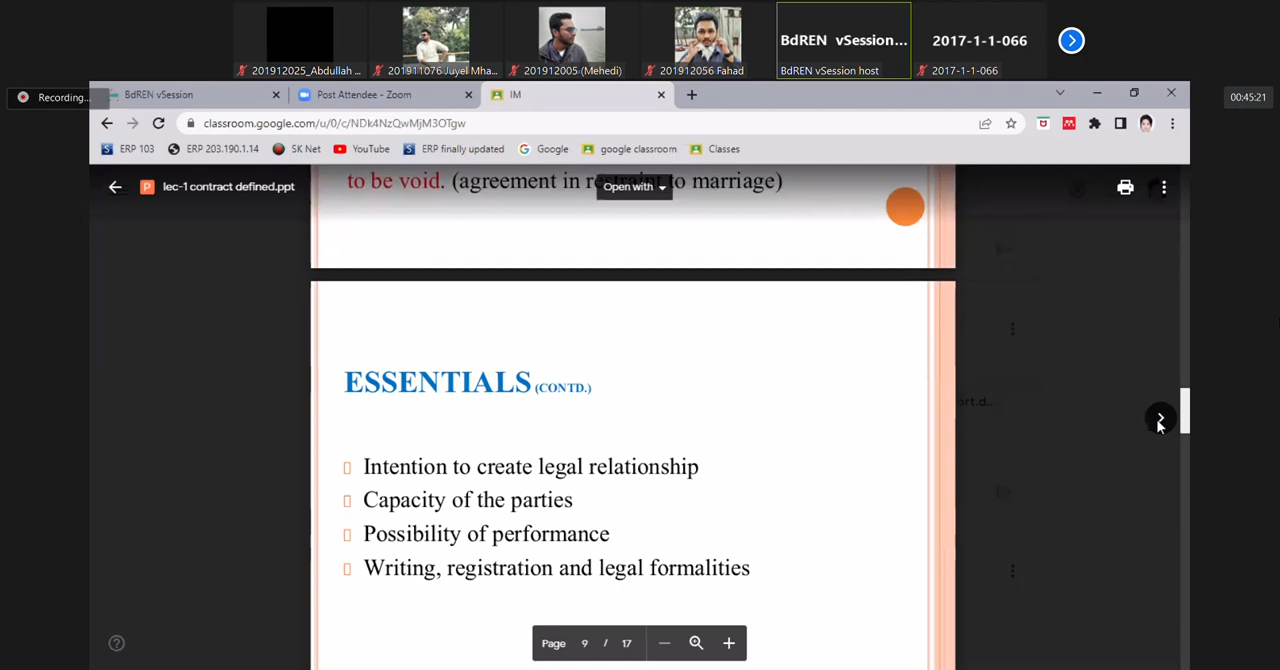 BdREN vSession...
2017-1-1-066
201912025_Abdullah ...
201911076 Juyel Mha...
201912005 (Mehedi)
201912056 Fahad
BdREN vSession host
2017-1-1-066
Recording...
BdREN vSession
Post Attendee - Zoom
IM
00:45:21
classroom.google.com/u/0/c/NDk4NzQwMjM3OTgw
ERP 103
ERP 203.190.1.14
SK Net
YouTube
ERP finally updated
Google
google classroom
Classes
lec-1 contract defined.ppt
Open with
to be void. (agreement in restraint to marriage)
ESSENTIALS (CONTD.)
Intention to create legal relationship
Capacity of the parties
Possibility of performance
Writing, registration and legal formalities
Page 9 / 17